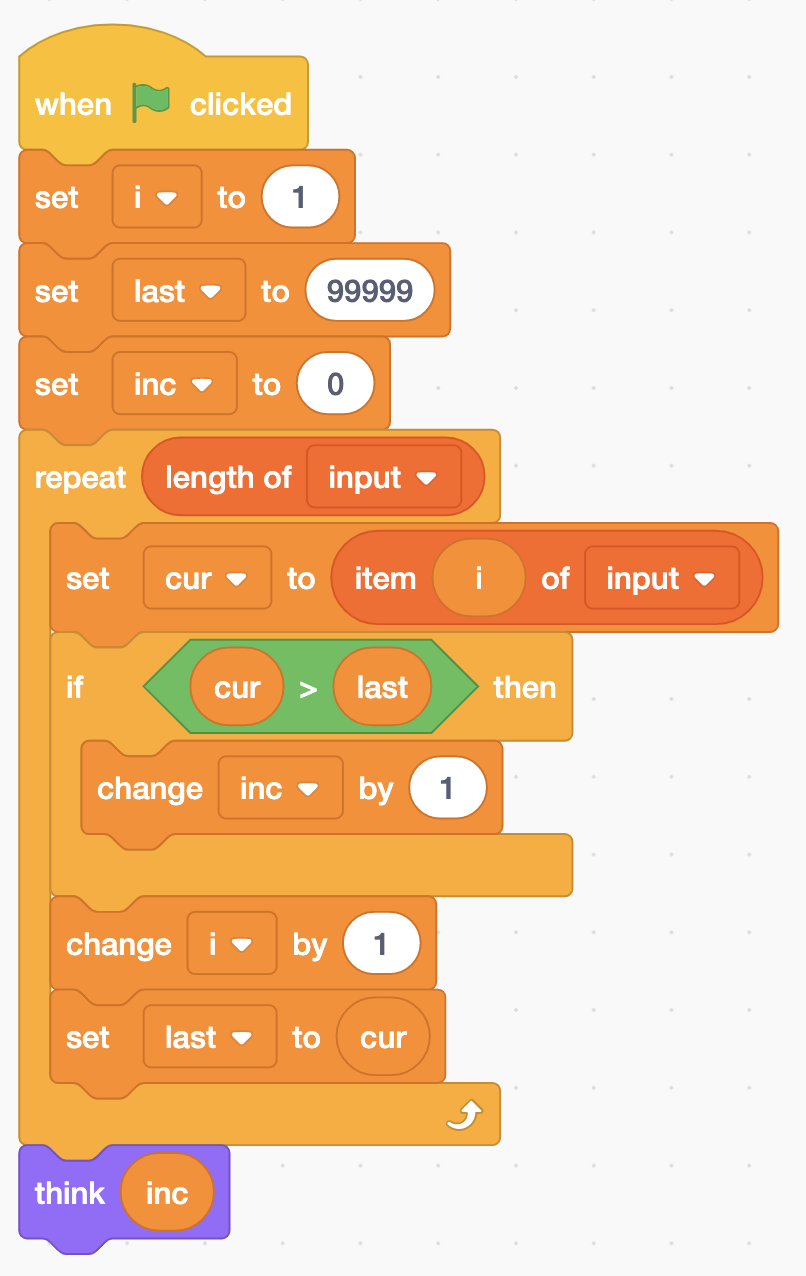 when clicked
set i to 1
set last to 99999
set inc to 0
repeat length of input
set cur to item i of input
if cur > last then
change inc by 1
change i by 1
set last to cur
think inc